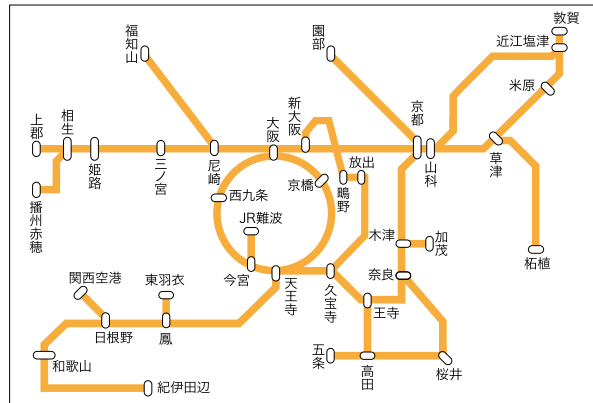 敦賀
近江塩津
米原
福知山
園部
新大阪
大阪
京都
上郡
相生
姫路
三ノ宮
尼崎
山科
草津
放出
京橋
鴫野
西九条
JR難波
播州赤穂
木津
加茂
柘植
奈良
今宮
天王寺
久宝寺
王寺
関西空港
東羽衣
日根野
鳳
和歌山
紀伊田辺
五条
高田
桜井